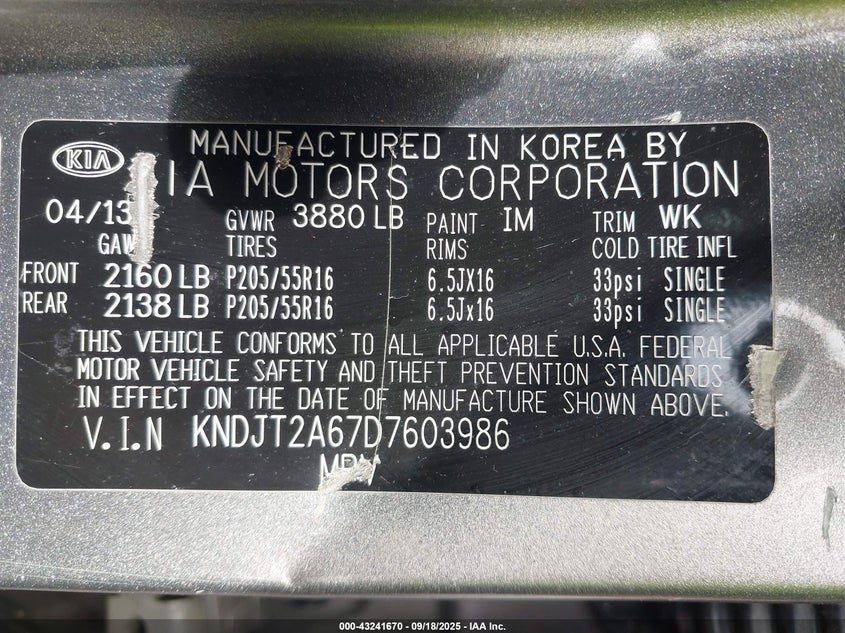 KIA
MANUFACTURED IN KOREA BY
IA MOTORS CORPORATION
04/13 GVWR 3880 LB PAINT IM TRIM WK
GAW TIRES RIMS COLD TIRE INFL
FRONT 2160 LB P205/55R16 6.5JX16 33psi SINGLE
REAR 2138 LB P205/55R16 6.5Jx16 33psi SINGLE
THIS VEHICLE CONFORMS TO ALL APPLICABLE U.S.A. FEDERAL
MOTOR VEHICLE SAFETY AND THEFT PREVENTION STANDARDS
IN EFFECT ON THE DATE OF MANUFACTURE SHOWN ABOVE.
V.I.N KNDJT2A67D7603986
000-43241670 - 09/18/2025 - IAA Inc.